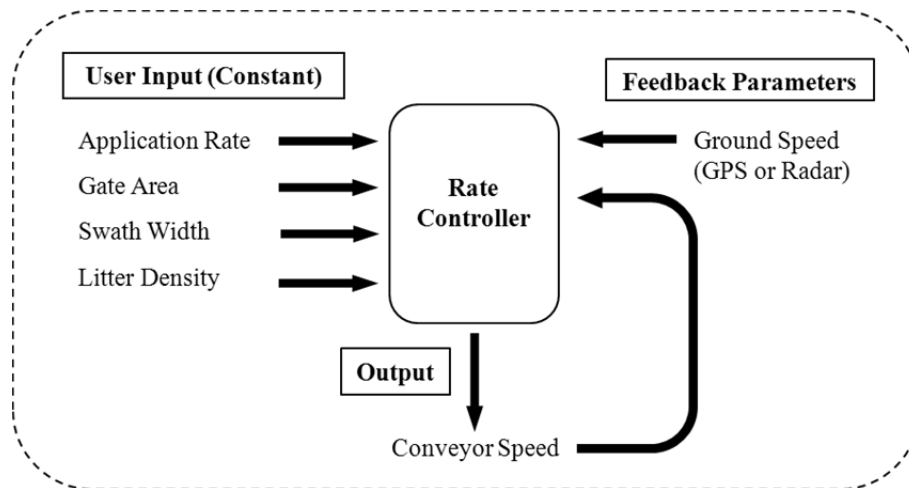 User Input (Constant)
Feedback Parameters
Application Rate
Gate Area
Swath Width
Litter Density
Rate
Controller
Ground Speed
(GPS or Radar)
Output
Conveyor Speed